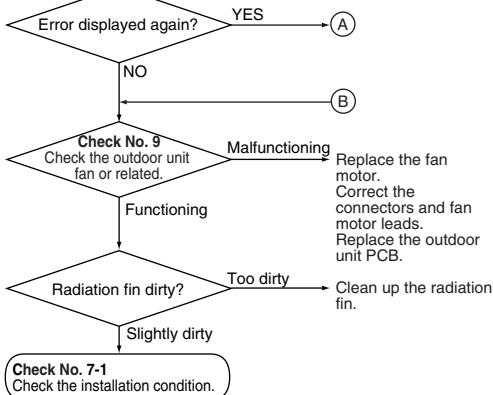 Error displayed again?
YES
A
NO
B
Check No. 9
Check the outdoor unit
fan or related.
Malfunctioning
Replace the fan
motor.
Correct the
connectors and fan
motor leads.
Replace the outdoor
unit PCB.
Functioning
Radiation fin dirty?
Too dirty
Clean up the radiation
fin.
Slightly dirty
Check No. 7-1
Check the installation condition.